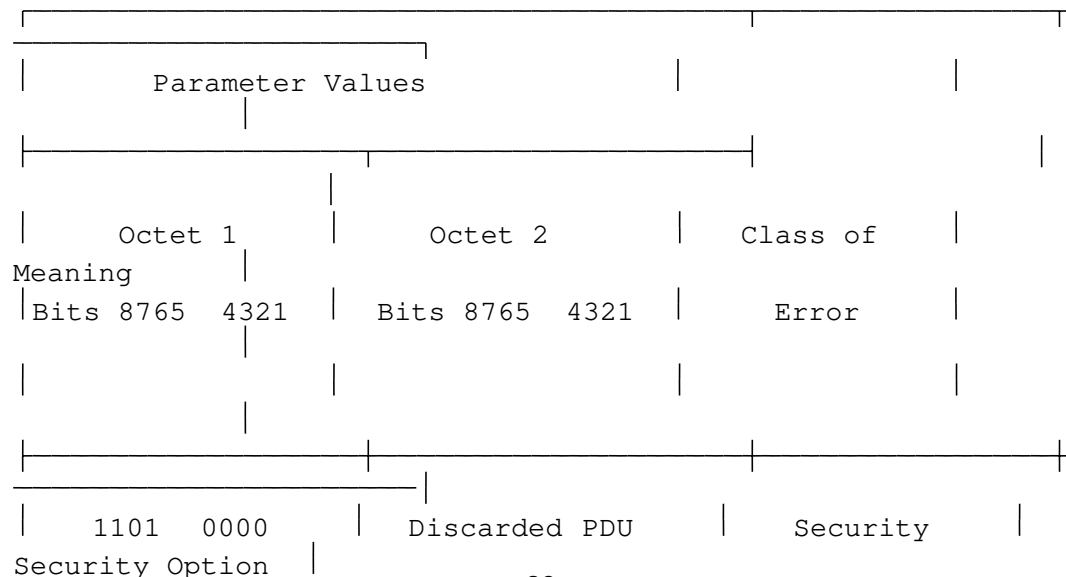 Parameter Values
Octet 1 Octet 2 Class of
Meaning
Bits 8765 4321 Bits 8765 4321 Error
1101 0000 Discarded PDU Security
Security Option